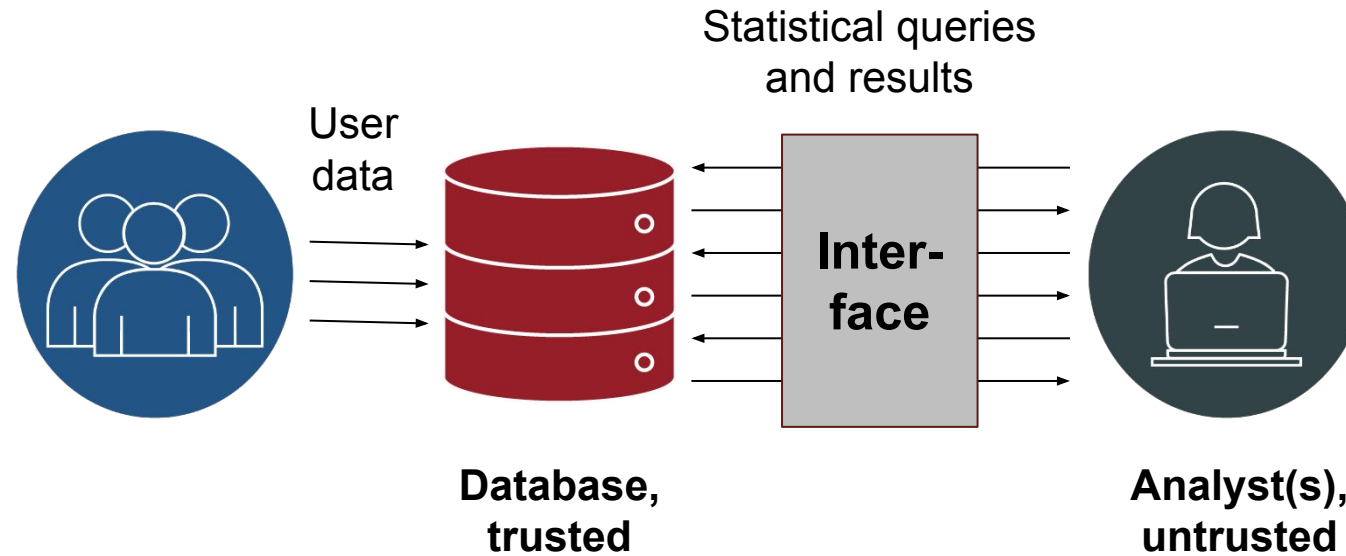 Statistical queries
and results
User
data
Inter-
face
Database,
trusted
Analyst(s),
untrusted